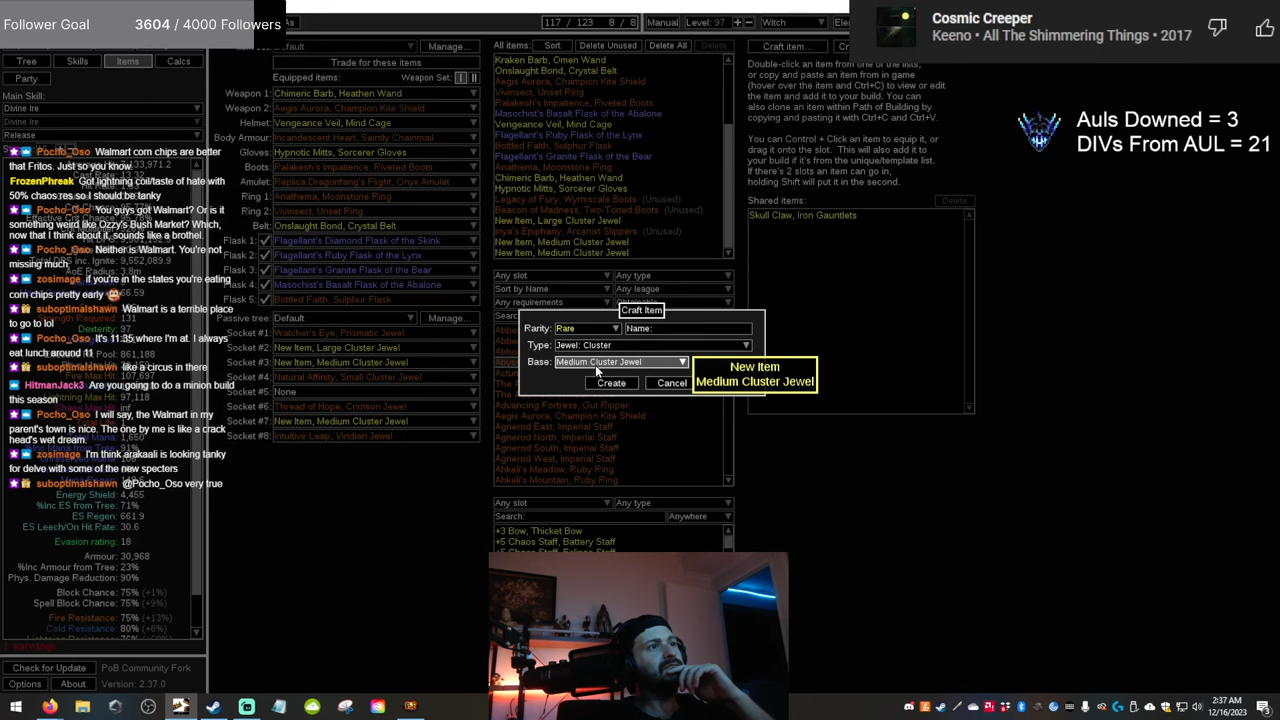 Follower Goal 3604 / 4000 Followers
117 / 123 8 / 8
Manual
Level: 97
Witch
Cosmic Creeper
Keeno • All The Shimmering Things • 2017
Auls Downed = 3
DIVs From AUL = 21
Tree
Skills
Items
Calcs
Party
Main Skill:
Divine Ire
Divine Ire
Release
Pocho_Oso Walmart corn chips are better
that Fritos. Just so you know.
FrozenPhreak Got lightning coil/taste of hate with
50% chaos res so I should be tanky
Pocho_Oso You guys got Walmart? Or is it
something weird like Ozzy's Bush Market? Which,
now that I think about it, sounds like a brothel.
Pocho_Oso Neither is Walmart. You're not
missing much.
zosimage if you're in the states you're eating
corn chips pretty early
suboptimalshawn Walmart is a terrible place
to go to lol
Pocho_Oso It's 11:35 where I'm at. I always
eat lunch around 11
suboptimalshawn like a circus in there
HitmanJack3 Are you going to do a minion build
this season
Pocho_Oso I will say, the Walmart in my
parent's town is nice. The one by me is like a crack
head's wet dream.
zosimage I'm think arakaali is looking tanky
for delve with some of the new specters
suboptimalshawn @Pocho_Oso very true
Energy Shield: 4,455
%Inc ES from Tree: 71%
ES Regen: 661.9
ES Leech/On Hit Rate: 30.6
Evasion rating: 18
Armour: 30,968
%Inc Armour from Tree: 23%
Phys. Damage Reduction: 90%
Block Chance: 75% (+1%)
Spell Block Chance: 75% (+9%)
Fire Resistance: 75% (+13%)
Cold Resistance: 80% (+8%)
Check for Update
PoB Community Fork
Options
About
Version: 2.37.0
Default
Manage...
Trade for these items
Equipped items:
Weapon Set:
Weapon 1: Chimeric Barb, Heathen Wand
Weapon 2: Aegis Aurora, Champion Kite Shield
Helmet: Vengeance Veil, Mind Cage
Body Armour: Incandescent Heart, Saintly Chainmail
Gloves: Hypnotic Mitts, Sorcerer Gloves
Boots: Ralakesh's Impatience, Riveted Boots
Amulet: Replica Dragonfang's Flight, Onyx Amulet
Ring 1: Anathema, Moonstone Ring
Ring 2: Vivinsect, Unset Ring
Belt: Onslaught Bond, Crystal Belt
Flask 1: Flagellant's Diamond Flask of the Skink
Flask 2: Flagellant's Ruby Flask of the Lynx
Flask 3: Flagellant's Granite Flask of the Bear
Flask 4: Masochist's Basalt Flask of the Abalone
Flask 5: Bottled Faith, Sulphur Flask
Passive tree: Default Manage...
Socket #1: Watcher's Eye, Prismatic Jewel
Socket #2: New Item, Large Cluster Jewel
Socket #3: New Item, Medium Cluster Jewel
Socket #4: Natural Affinity, Small Cluster Jewel
Socket #5: None
Socket #6: Thread of Hope, Crimson Jewel
Socket #7: New Item, Medium Cluster Jewel
Socket #8: Intuitive Leap, Viridian Jewel
All items:
Sort
Delete Unused
Delete All
Delete
Kraken Barb, Omen Wand
Onslaught Bond, Crystal Belt
Aegis Aurora, Champion Kite Shield
Vivinsect, Unset Ring
Ralakesh's Impatience, Riveted Boots
Masochist's Basalt Flask of the Abalone
Vengeance Veil, Mind Cage
Flagellant's Ruby Flask of the Lynx
Bottled Faith, Sulphur Flask
Flagellant's Granite Flask of the Bear
Anathema, Moonstone Ring
Chimeric Barb, Heathen Wand
Hypnotic Mitts, Sorcerer Gloves
Legacy of Fury, Wyrmscale Boots (Unused)
Beacon of Madness, Two-Toned Boots (Unused)
New Item, Large Cluster Jewel
Inya's Epiphany, Arcanist Slippers (Unused)
New Item, Medium Cluster Jewel
New Item, Medium Cluster Jewel
Any slot
Any type
Sort by Name
Any league
Any requirements
Craft Item
Rarity: Rare
Name:
Type: Jewel: Cluster
Base: Medium Cluster Jewel
Create
Cancel
New Item
Medium Cluster Jewel
Advancing Fortress, Gut Ripper
Aegis Aurora, Champion Kite Shield
Agnerod East, Imperial Staff
Agnerod North, Imperial Staff
Agnerod South, Imperial Staff
Agnerod West, Imperial Staff
Ahkeli's Meadow, Ruby Ring
Ahkeli's Mountain, Ruby Ring
Any slot
Any type
Search:
Anywhere
+3 Bow, Thicket Bow
+5 Chaos Staff, Battery Staff
Craft item...
Double-click an item from one of the lists,
or copy and paste an item from in game
(hover over the item and Ctrl+C) to view or edit
the item and add it to your build. You can
also clone an item within Path of Building by
copying and pasting it with Ctrl+C and Ctrl+V.
You can Control + Click an item to equip it, or
drag it onto the slot. This will also add it to
your build if it's from the unique/template list.
If there's 2 slots an item can go in,
holding Shift will put it in the second.
Shared items:
Delete
Skull Claw, Iron Gauntlets
2:37 AM
12/16/2023